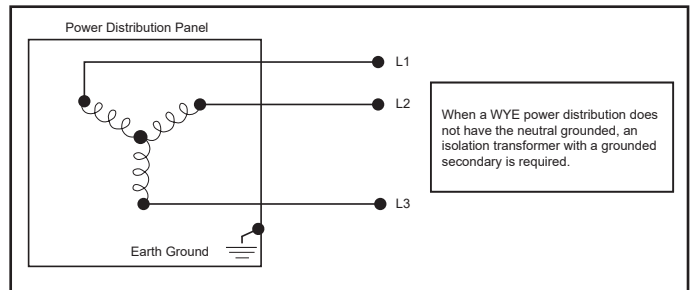 Power Distribution Panel
L1
L2
When a WYE power distribution does
not have the neutral grounded, an
isolation transformer with a grounded
secondary is required.
L3
Earth Ground